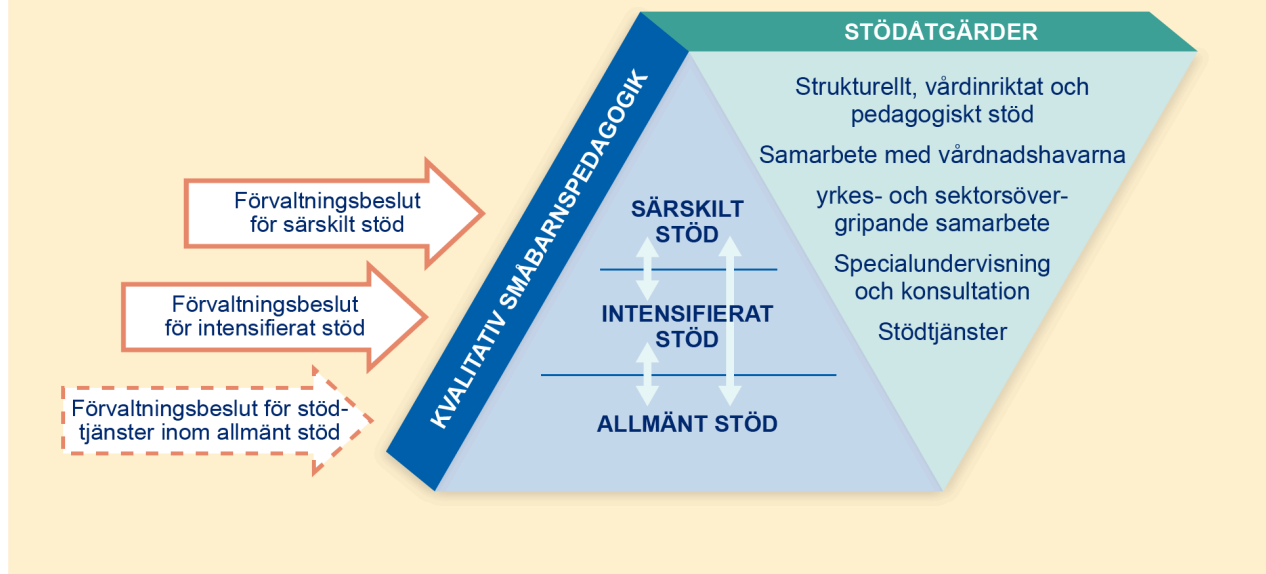 STÖDÅTGÄRDER
Strukturellt, vårdinriktat och
pedagogiskt stöd
Samarbete med vårdnadshavarna
yrkes- och sektorsöver-
gripande samarbete
Specialundervisning
och konsultation
Stödtjänster
KVALITATIV SMÅBARNSPEDAGOGIK
SÄRSKILT
STÖD
INTENSIFIERAT
STÖD
ALLMÄNT STÖD
Förvaltningsbeslut
för särskilt stöd
Förvaltningsbeslut
för intensifierat stöd
Förvaltningsbeslut för stöd-
tjänster inom allmänt stöd